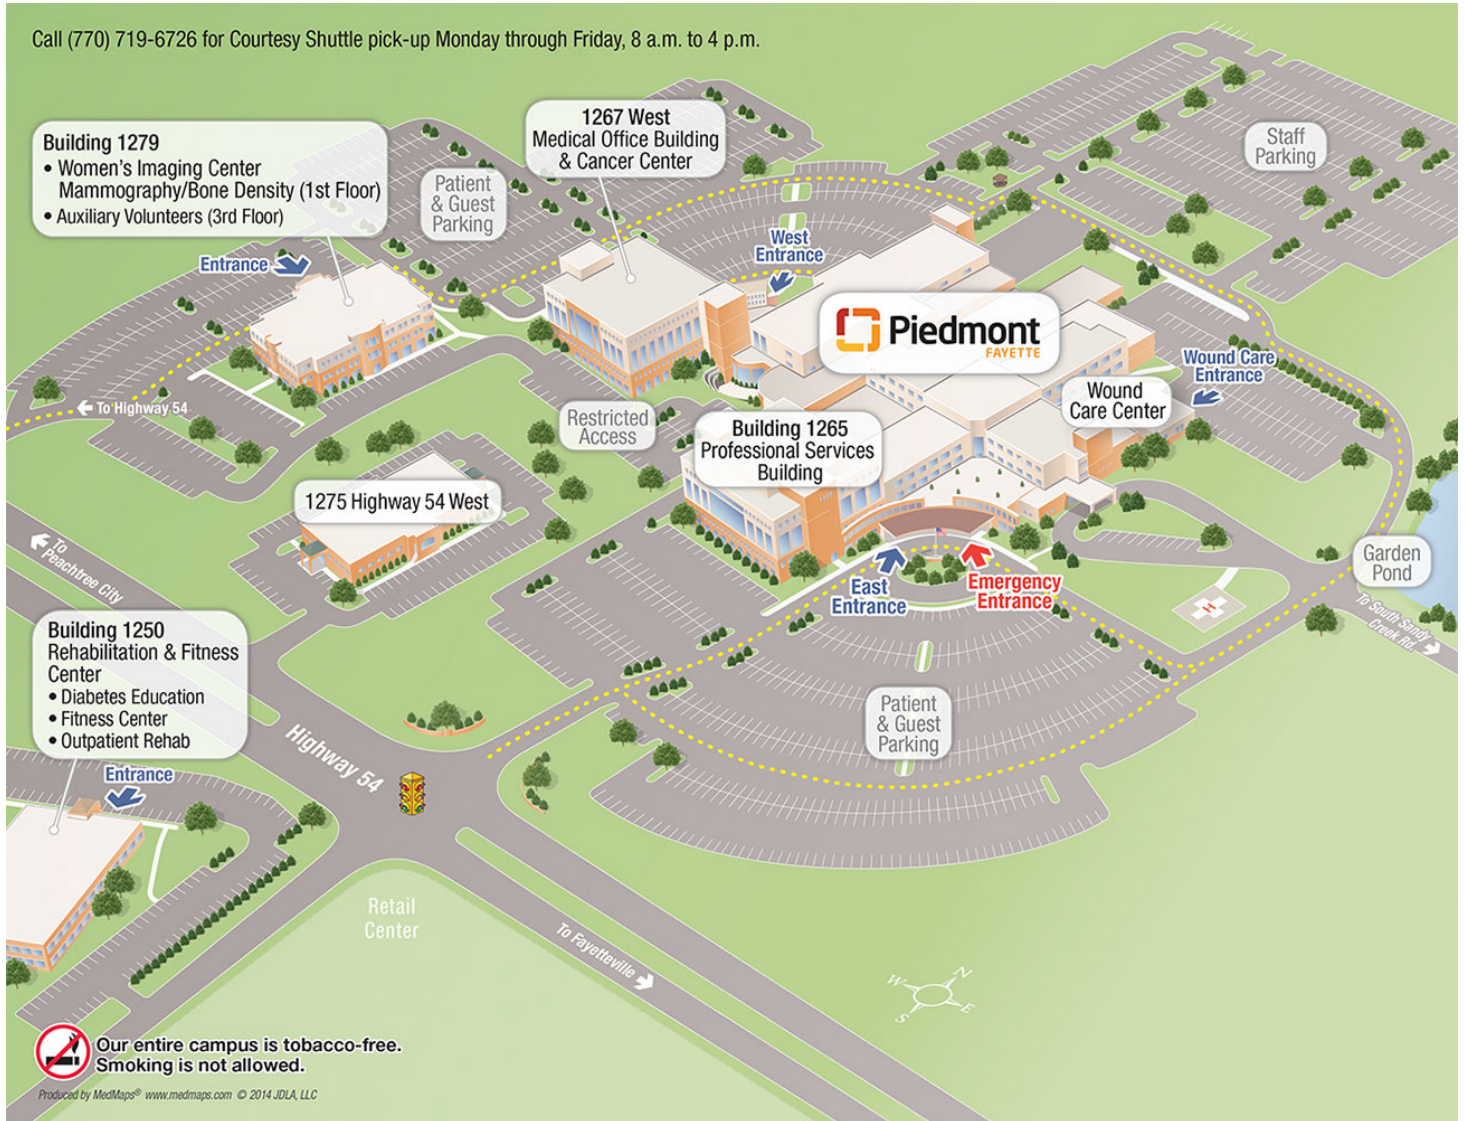 Call (770) 719-6726 for Courtesy Shuttle pick-up Monday through Friday, 8 a.m. to 4 p.m.
1267 West
Medical Office Building
& Cancer Center
Building 1279
• Women's Imaging Center
Mammography/Bone Density (1st Floor)
• Auxiliary Volunteers (3rd Floor)
Patient
& Guest
Parking
Staff
Parking
Entrance
West
Entrance
Piedmont
FAYETTE
Wound Care
Entrance
Wound
Care Center
To Highway 54
Restricted
Access
Building 1265
Professional Services
Building
1275 Highway 54 West
To
Peachtree City
East
Entrance
Emergency
Entrance
H
Garden
Pond
To South Sandy
Creek Rd.
Building 1250
Rehabilitation & Fitness
Center
• Diabetes Education
• Fitness Center
• Outpatient Rehab
Entrance
Highway 54
Patient
& Guest
Parking
Retail
Center
To Fayetteville
N
W
E
S
Our entire campus is tobacco-free.
Smoking is not allowed.
Produced by MedMaps® www.medmaps.com © 2014 JDLA, LLC